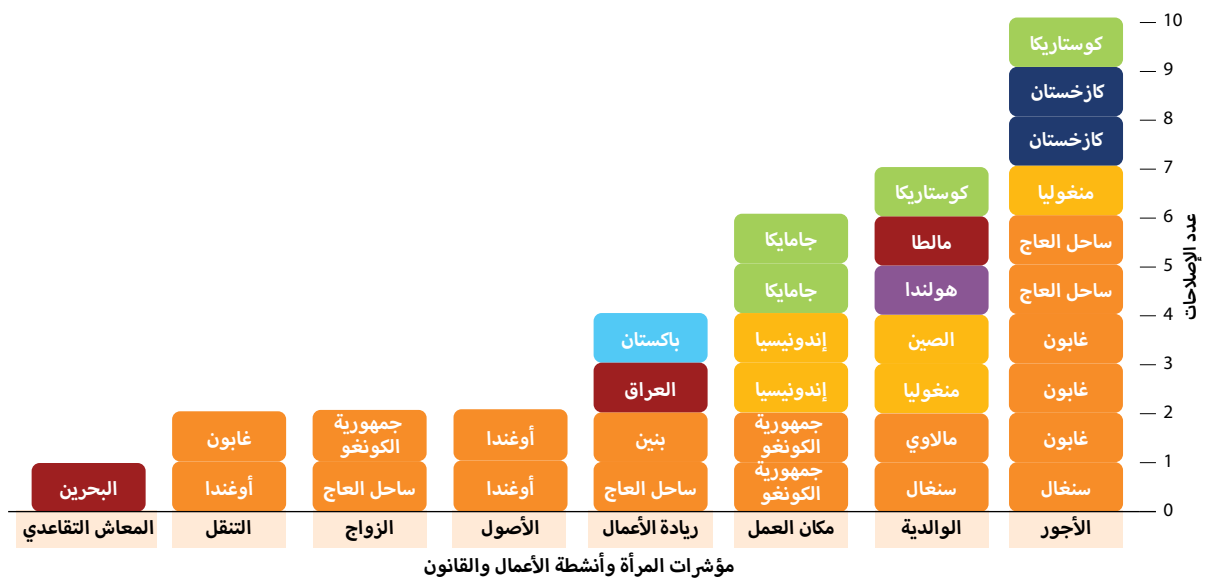 كوستاريكا
كازخستان
كازخستان
منغوليا
ساحل العاج
ساحل العاج
غابون
غابون
غابون
سنغال
الأجور
كوستاريكا
مالطا
هولندا
الصين
منغوليا
مالاوي
سنغال
الوالدية
جامايكا
جامايكا
إندونيسيا
إندونيسيا
جمهورية
الكونغو
جمهورية
الكونغو
مكان العمل
باكستان
العراق
بنين
ساحل العاج
ريادة الأعمال
أوغندا
أوغندا
الأصول
جمهورية
الكونغو
ساحل العاج
الزواج
غابون
أوغندا
التنقل
البحرين
المعاش التقاعدي
10
9
8
7
6
5
4
3
2
1
0
عدد الإصلاحات
مؤشرات المرأة وأنشطة الأعمال والقانون